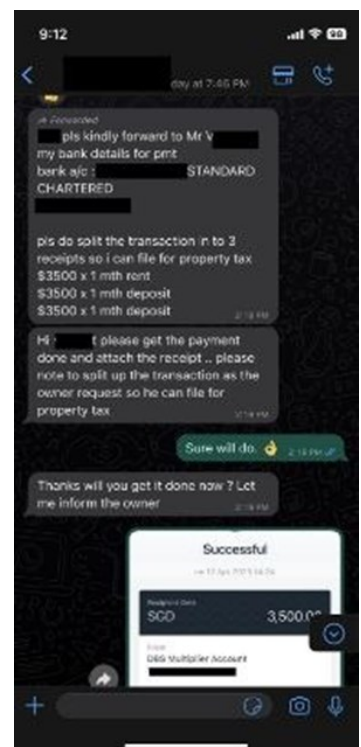 9:12
day at 7:46 PM
Forwarded
pls kindly forward to Mr V
my bank details for pmt
bank a/c : STANDARD
CHARTERED
pls do split the transaction in to 3
receipts so i can file for property tax
$3500 x 1 mth rent
$3500 x 1 mth deposit
$3500 x 1 mth deposit
Hi t please get the payment
done and attach the receipt .. please
note to split up the transaction as the
owner request so he can file for
property tax
Sure will do. 👌
Thanks will you get it done now ? Let
me inform the owner
Successful
SGD 3,500.00
DBS Multiplier Account